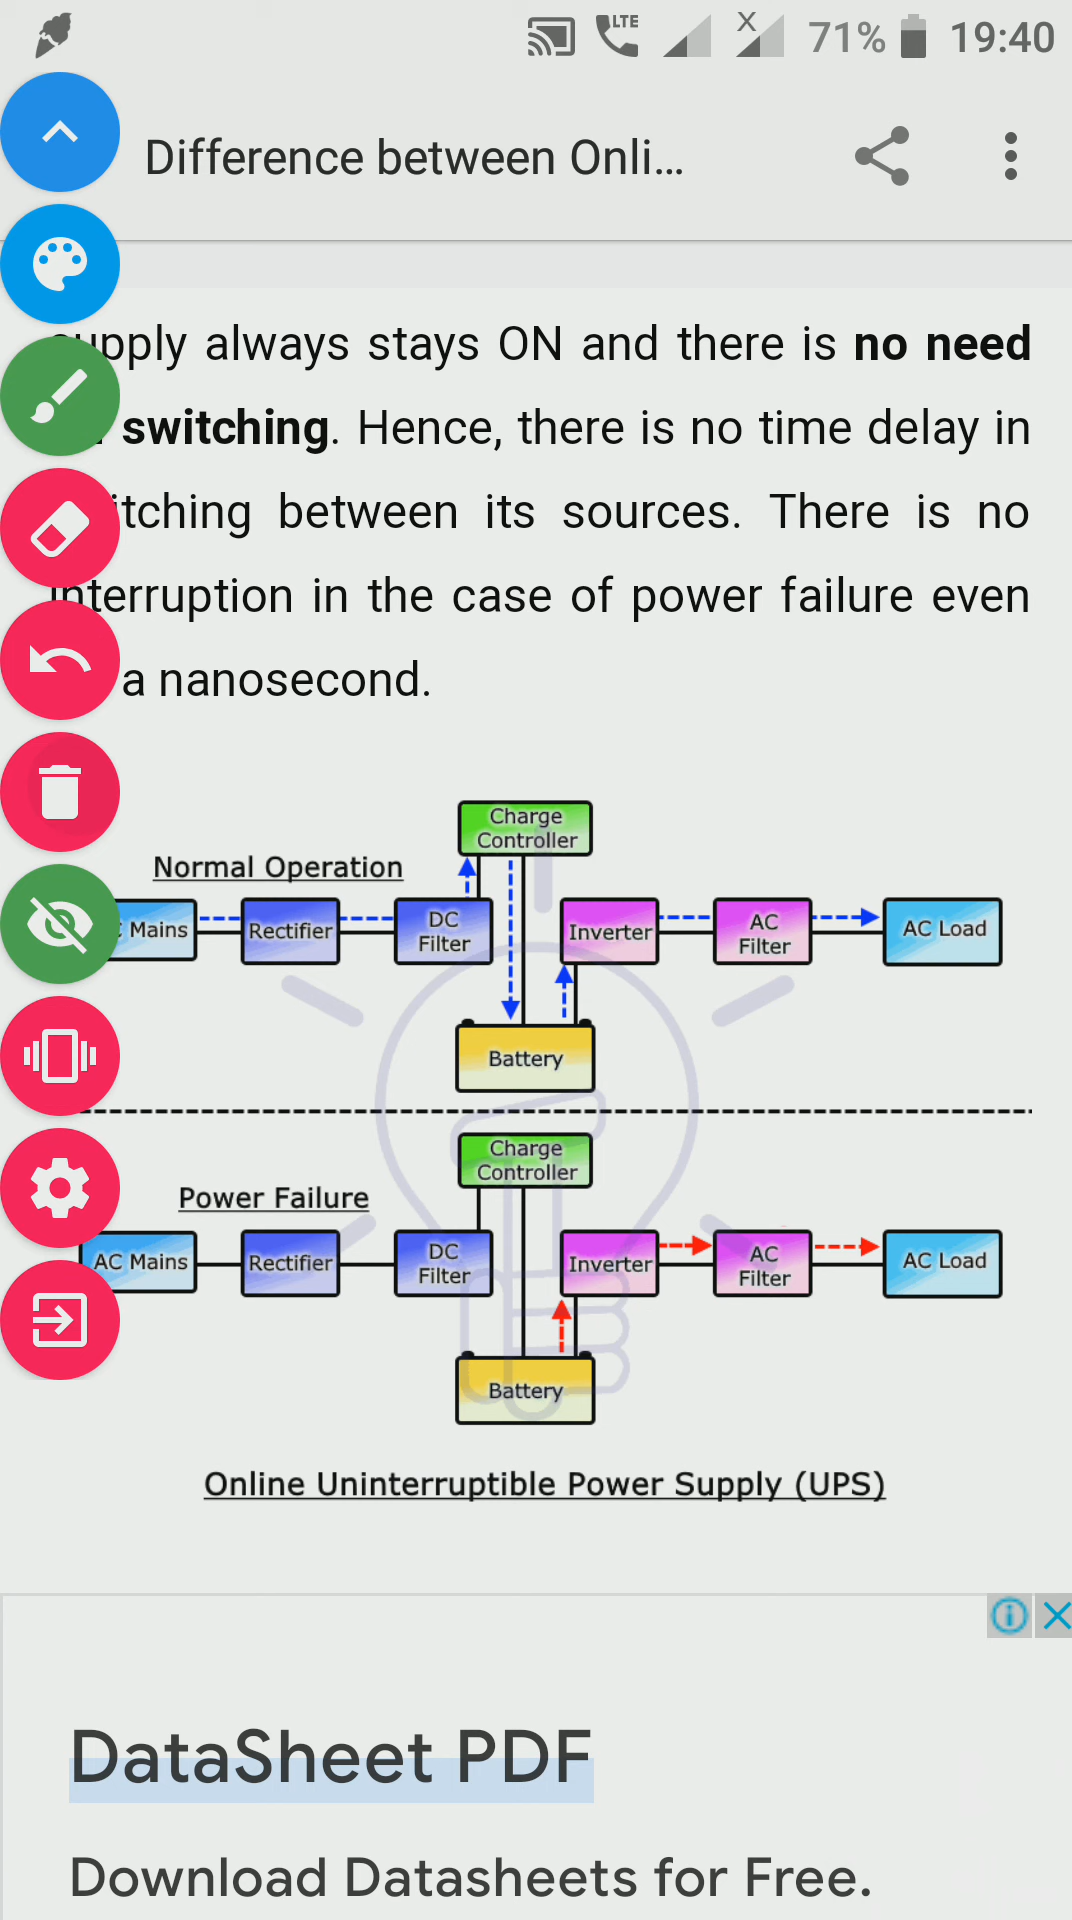 LTE
X
71% 19:40
Difference between Onli...
supply always stays ON and there is no need
switching. Hence, there is no time delay in
itching between its sources. There is no
interruption in the case of power failure even
a nanosecond.
Charge
Controller
Normal Operation
Mains
Rectifier
DC
Filter
Inverter
AC
Filter
AC Load
Battery
Charge
Controller
Power Failure
AC Mains
Rectifier
DC
Filter
Inverter
AC
Filter
AC Load
Battery
Online Uninterruptible Power Supply (UPS)
DataSheet PDF
Download Datasheets for Free.